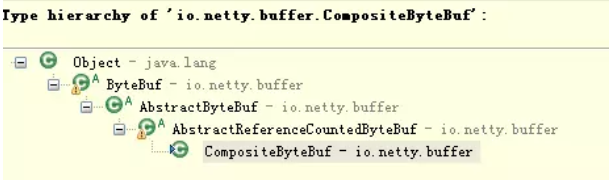 Type hierarchy of 'io.netty.buffer.CompositeByteBuf':
Object - java.lang
ByteBuf - io.netty.buffer
AbstractByteBuf - io.netty.buffer
AbstractReferenceCountedByteBuf - io.netty.buffer
CompositeByteBuf - io.netty.buffer